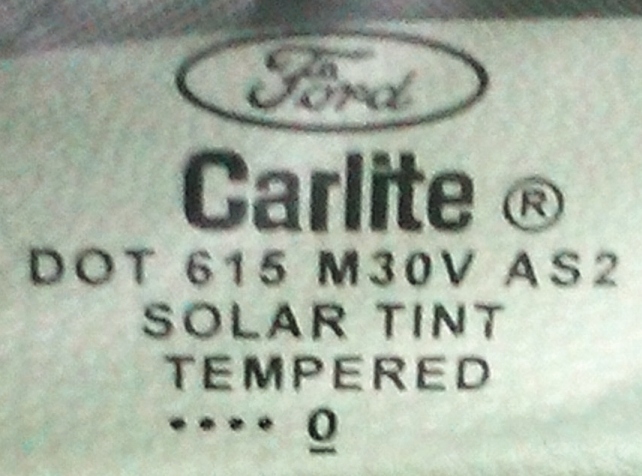 Ford
Carlite ®
DOT 615 M30V AS2
SOLAR TINT
TEMPERED
•••• 0